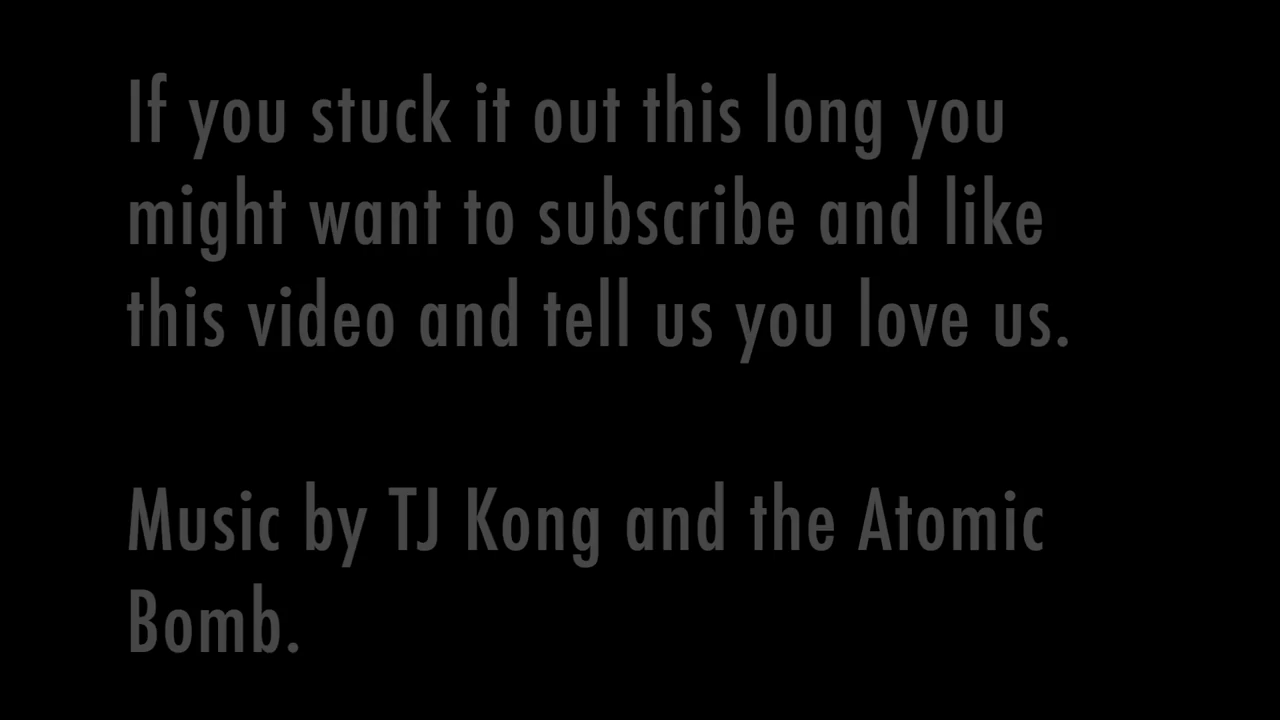 If you stuck it out this long you
might want to subscribe and like
this video and tell us you love us.
Music by TJ Kong and the Atomic
Bomb.